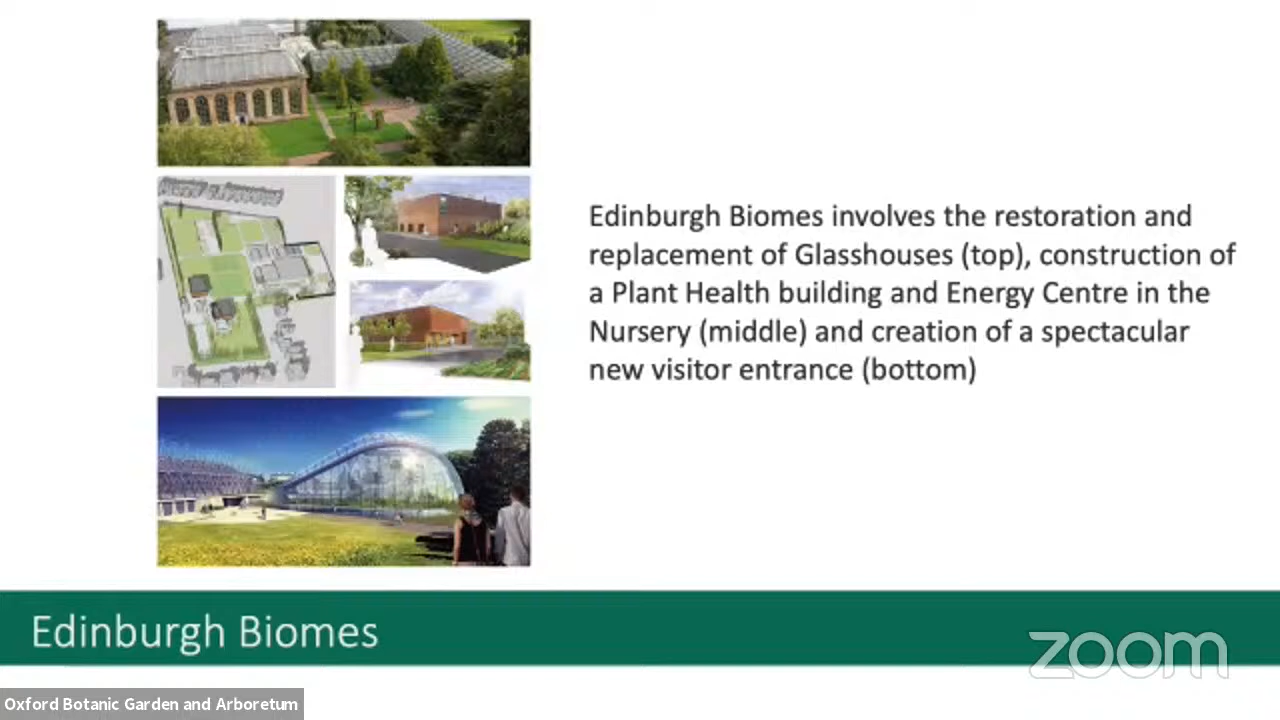 Edinburgh Biomes involves the restoration and
replacement of Glasshouses (top), construction of
a Plant Health building and Energy Centre in the
Nursery (middle) and creation of a spectacular
new visitor entrance (bottom)
Edinburgh Biomes
zoom
Oxford Botanic Garden and Arboretum